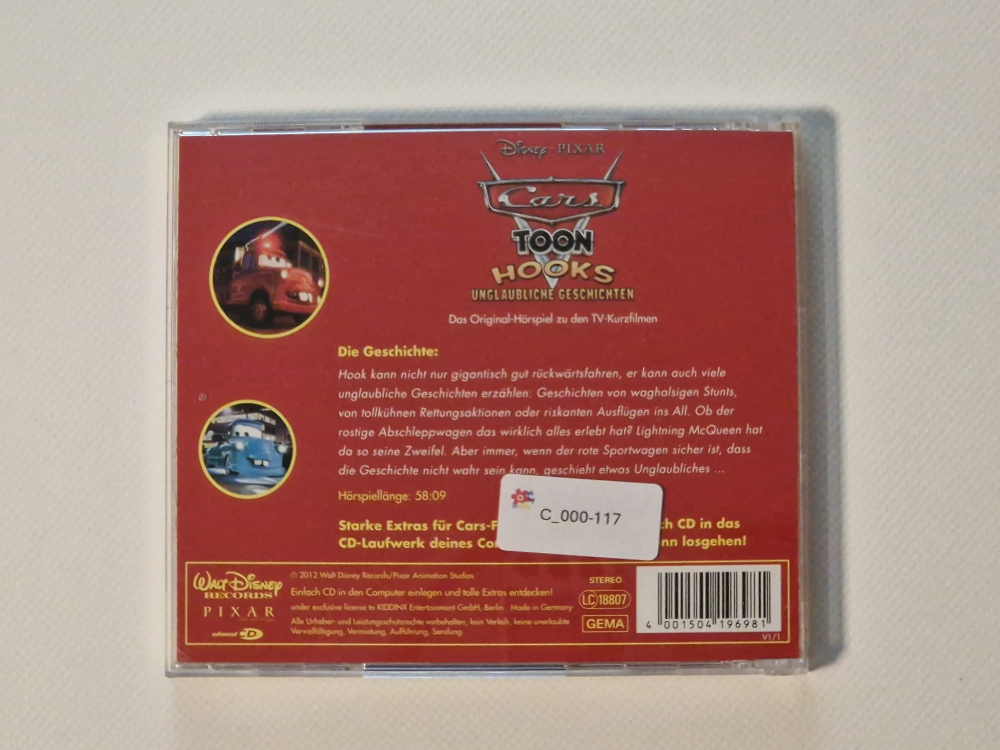 Disney · PIXAR
Cars
TOON
HOOKS
UNGLAUBLICHE GESCHICHTEN
Das Original-Hörspiel zu den TV-Kurzfilmen
Die Geschichte:
Hook kann nicht nur gigantisch gut rückwärtsfahren, er kann auch viele
unglaubliche Geschichten erzählen: Geschichten von waghalsigen Stunts,
von tollkühnen Rettungsaktionen oder riskanten Ausflügen ins All. Ob der
rostige Abschleppwagen das wirklich alles erlebt hat? Lightning McQueen hat
da so seine Zweifel. Aber immer, wenn der rote Sportwagen sicher ist, dass
die Geschichte nicht wahr sein kann, geschieht etwas Unglaubliches ...
Hörspiellänge: 58:09
C_000-117
Starke Extras für Cars-F ch CD in das
CD-Laufwerk deines Co nn losgehen!
WALT DISNEY
RECORDS
PIXAR
enhanced CD
© 2012 Walt Disney Records/Pixar Animation Studios
Einfach CD in den Computer einlegen und tolle Extras entdecken!
under exclusive license to KIDDINX Entertainment GmbH, Berlin . Made in Germany
Alle Urheber- und Leistungsschutzrechte vorbehalten, kein Verleih, keine unerlaubte
Vervielfältigung, Vermietung, Aufführung, Sendung.
STEREO
LC 18807
GEMA
4 001504 196981
V1/1